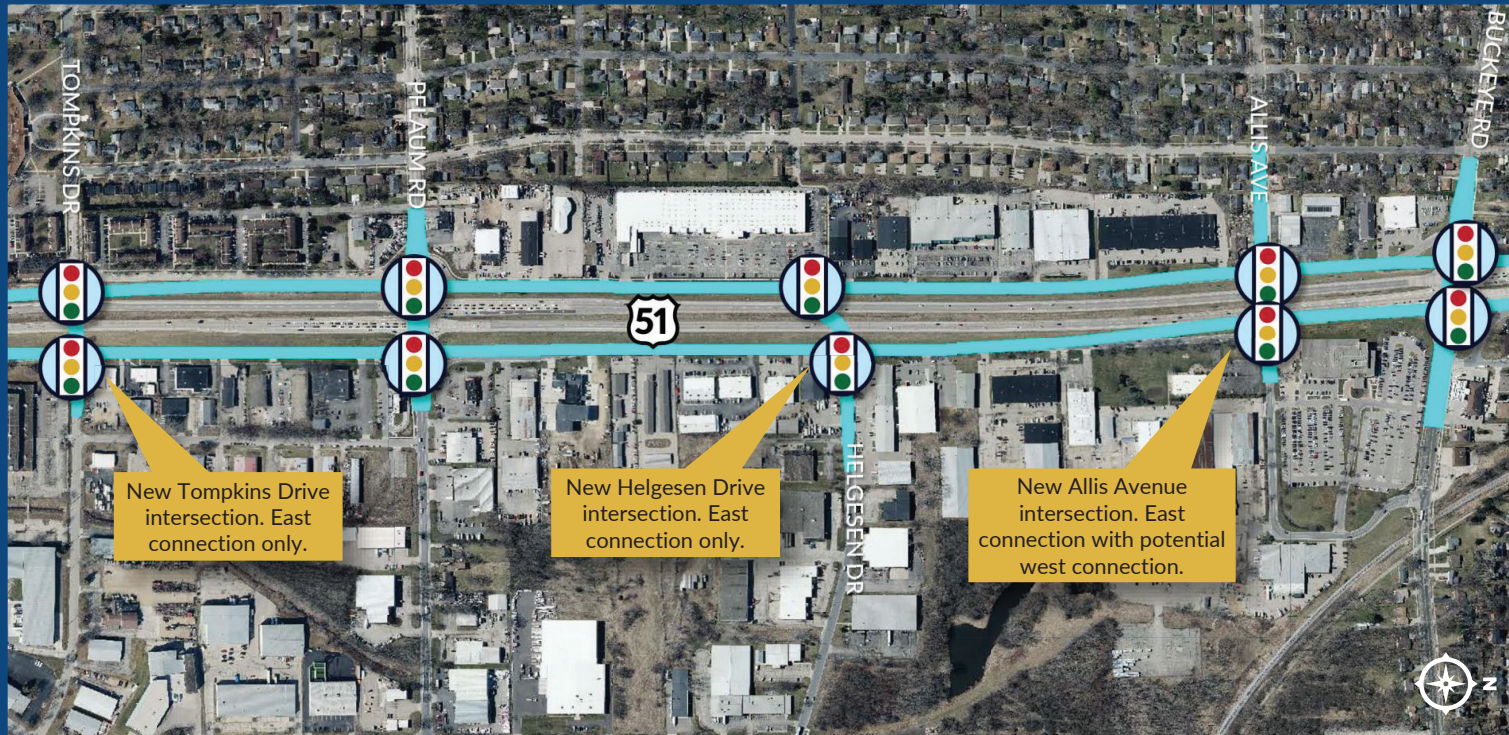 TOMPKINS DR
PFLAUM RD
ALLIS AVE
BUCKEYE RD
51
HELGESEN DR
New Tompkins Drive
intersection. East
connection only.
New Helgesen Drive
intersection. East
connection only.
New Allis Avenue
intersection. East
connection with potential
west connection.
N